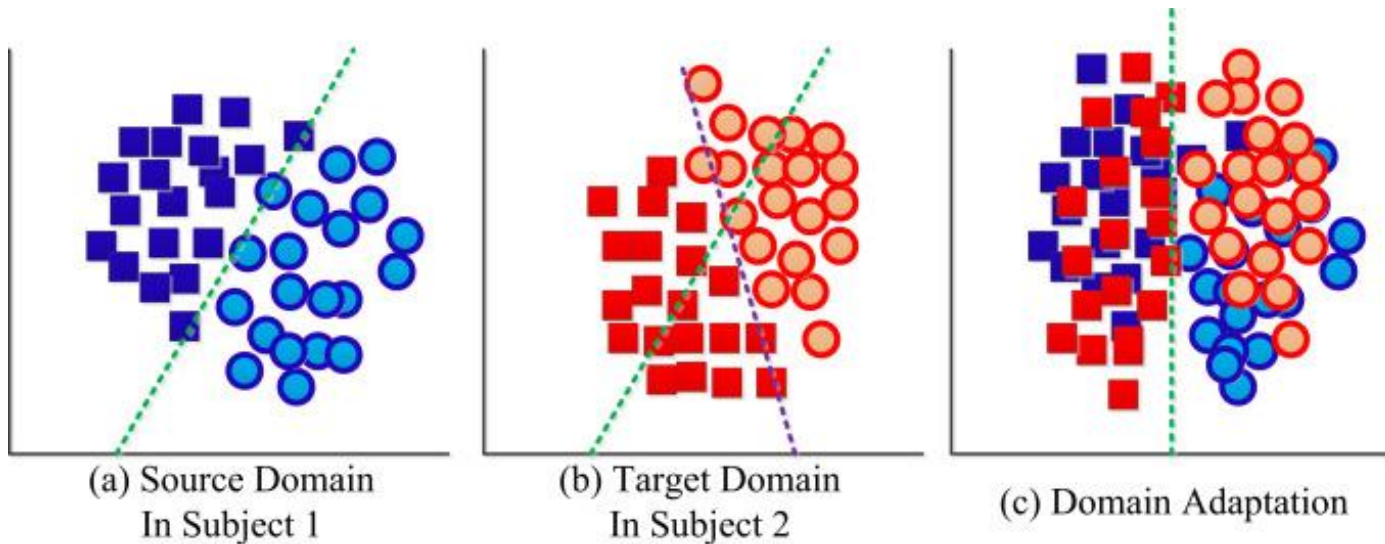 (a) Source Domain
In Subject 1
(b) Target Domain
In Subject 2
(c) Domain Adaptation